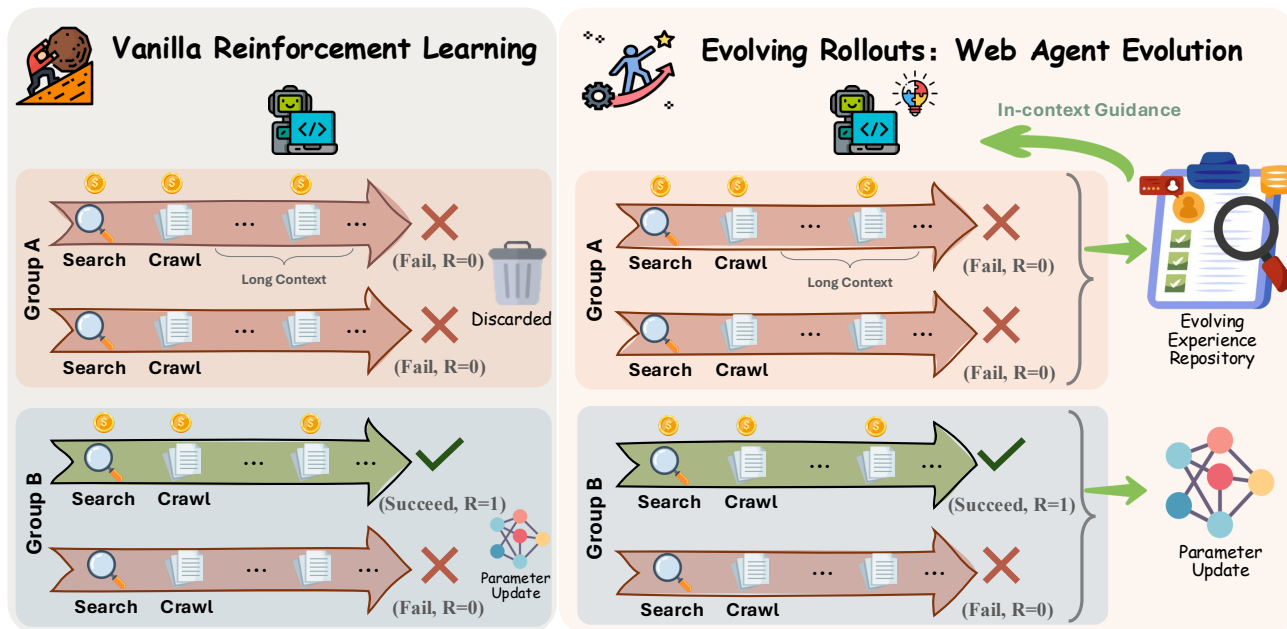 Vanilla Reinforcement Learning
</>
Group A
S
S
S
...
...
Search
Crawl
Long Context
(Fail, R=0)
Discarded
...
...
Search
Crawl
(Fail, R=0)
Group B
S
S
S
...
...
Search
Crawl
(Succeed, R=1)
...
...
Search
Crawl
(Fail, R=0)
Parameter
Update
Evolving Rollouts: Web Agent Evolution
</>
In-context Guidance
Group A
S
S
S
...
...
Search
Crawl
Long Context
(Fail, R=0)
...
...
Search
Crawl
(Fail, R=0)
Evolving
Experience
Repository
Group B
S
S
S
...
...
Search
Crawl
(Succeed, R=1)
...
...
Search
Crawl
(Fail, R=0)
Parameter
Update